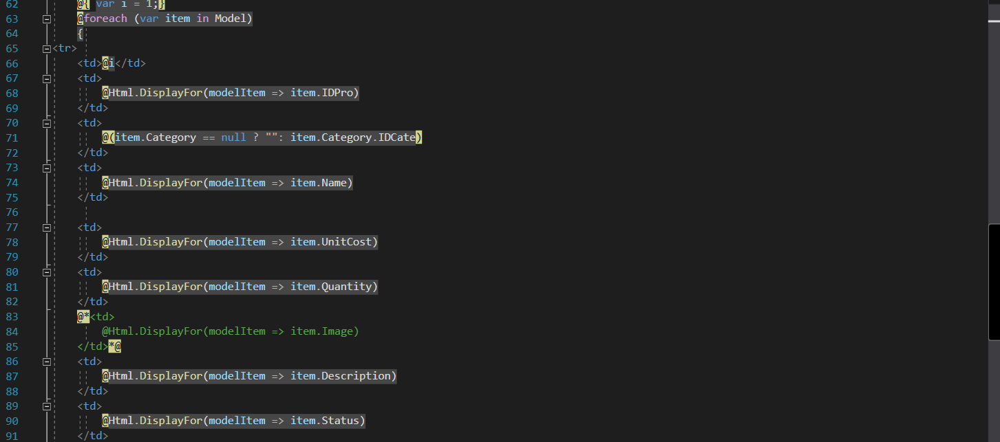 62 @{ var i = 1;}
63 @foreach (var item in Model)
64 {
65 <tr>
66 <td>@i</td>
67 <td>
68 @Html.DisplayFor(modelItem => item.IDPro)
69 </td>
70 <td>
71 @(item.Category == null ? "": item.Category.IDCate)
72 </td>
73 <td>
74 @Html.DisplayFor(modelItem => item.Name)
75 </td>
76
77 <td>
78 @Html.DisplayFor(modelItem => item.UnitCost)
79 </td>
80 <td>
81 @Html.DisplayFor(modelItem => item.Quantity)
82 </td>
83 @*<td>
84 @Html.DisplayFor(modelItem => item.Image)
85 </td>*@
86 <td>
87 @Html.DisplayFor(modelItem => item.Description)
88 </td>
89 <td>
90 @Html.DisplayFor(modelItem => item.Status)
91 </td>